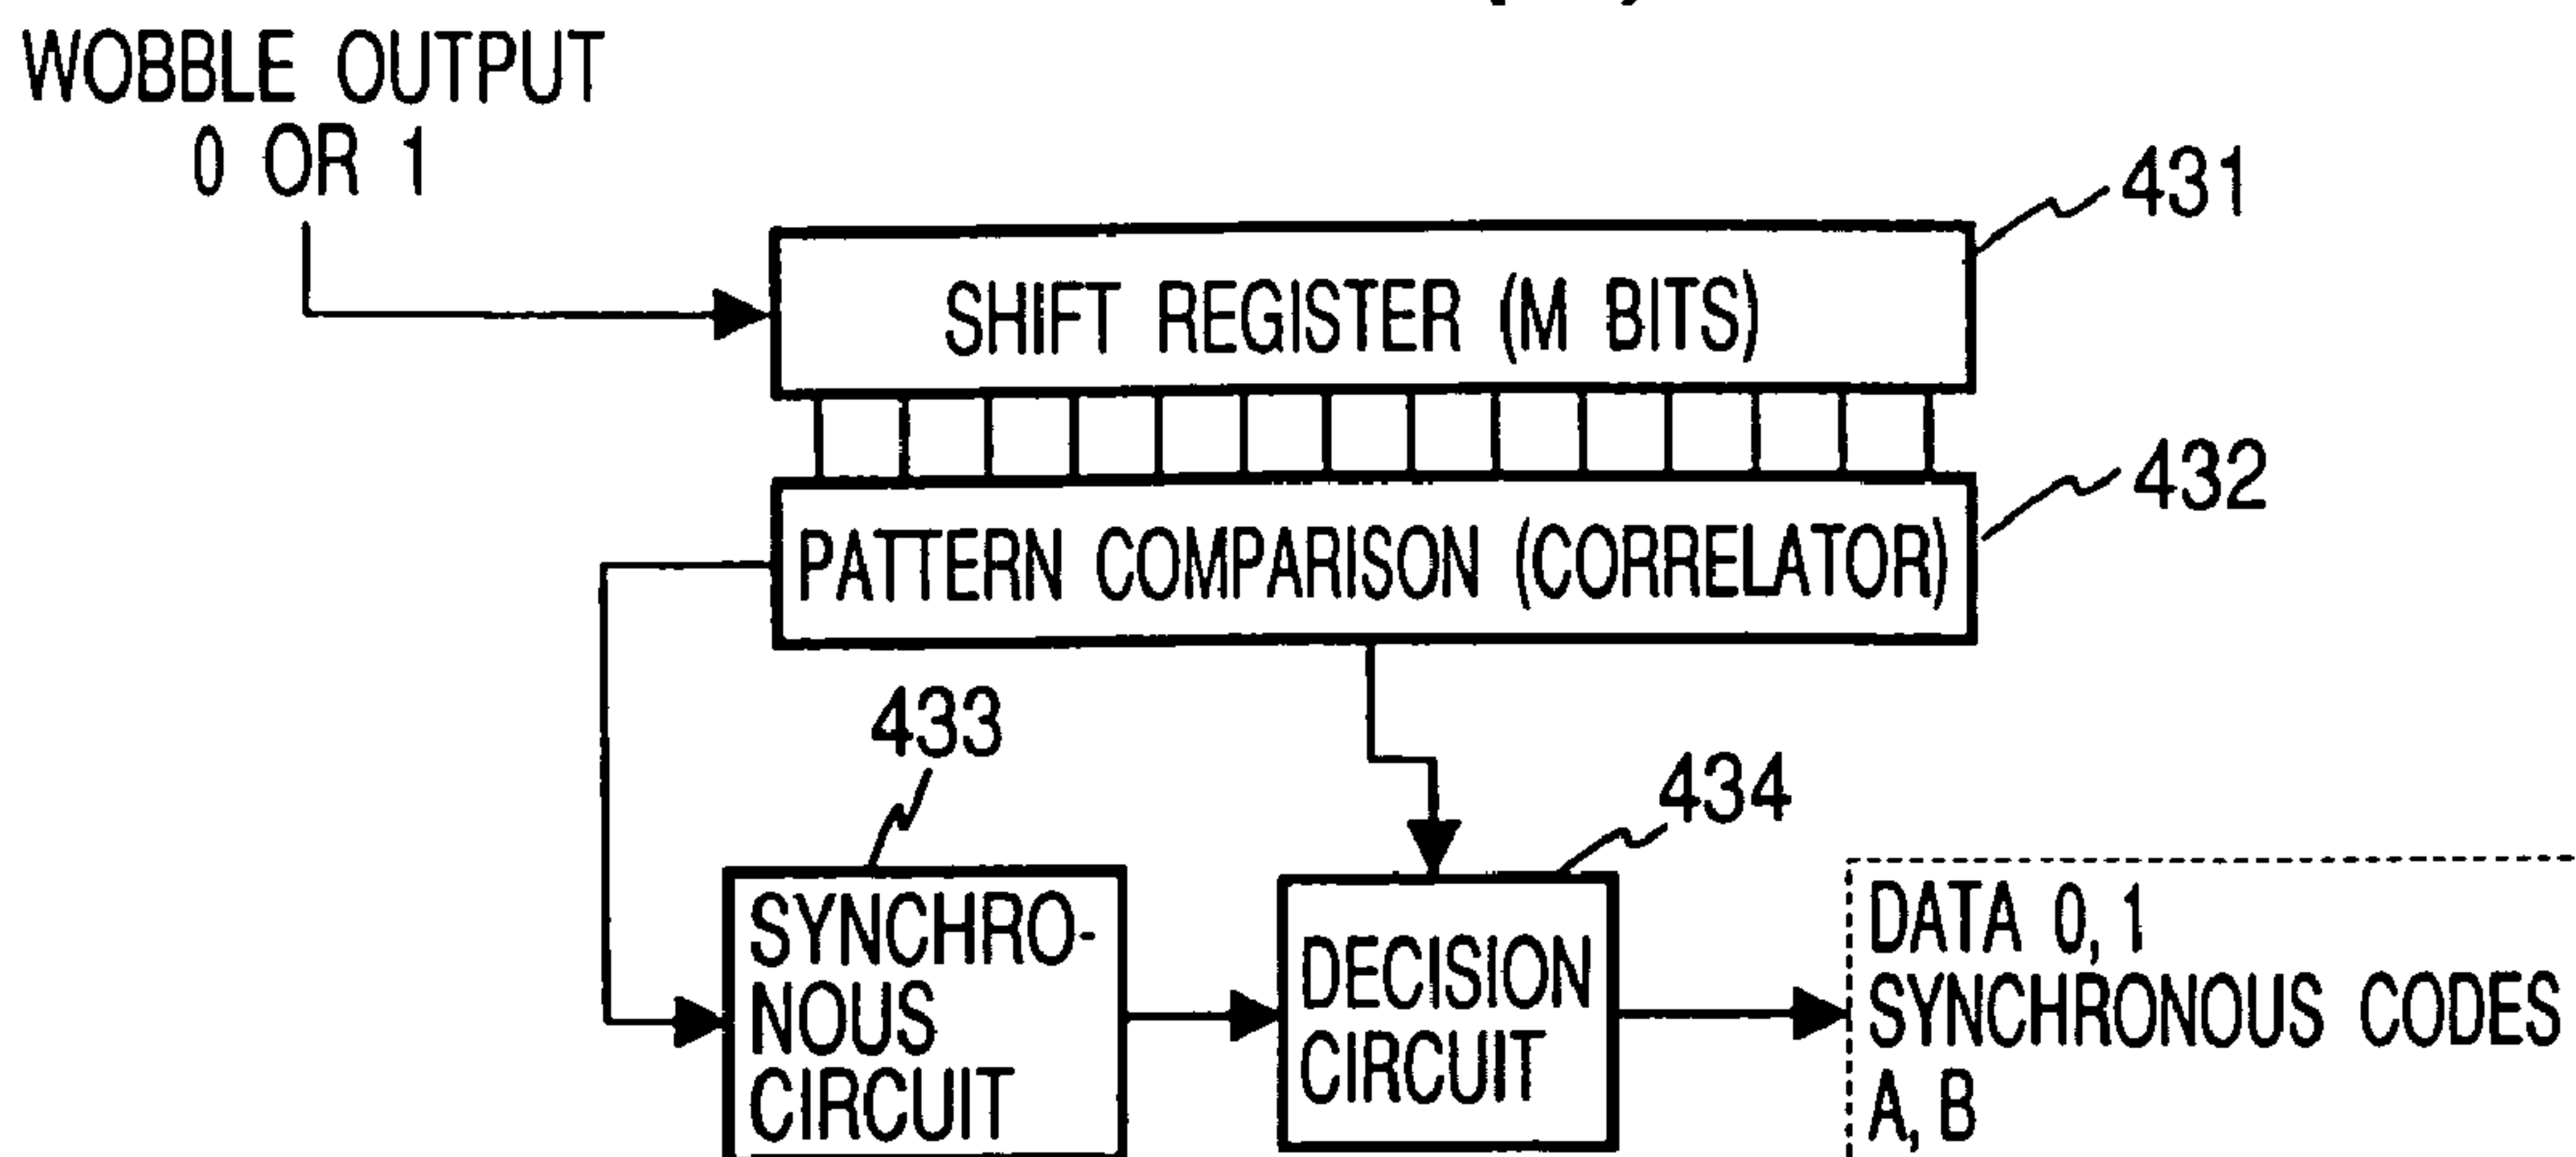 WOBBLE OUTPUT
0 OR 1
431
SHIFT REGISTER (M BITS)
432
PATTERN COMPARISON (CORRELATOR)
433
434
SYNCHRO-
NOUS
CIRCUIT
DECISION
CIRCUIT
DATA 0, 1
SYNCHRONOUS CODES
A, B